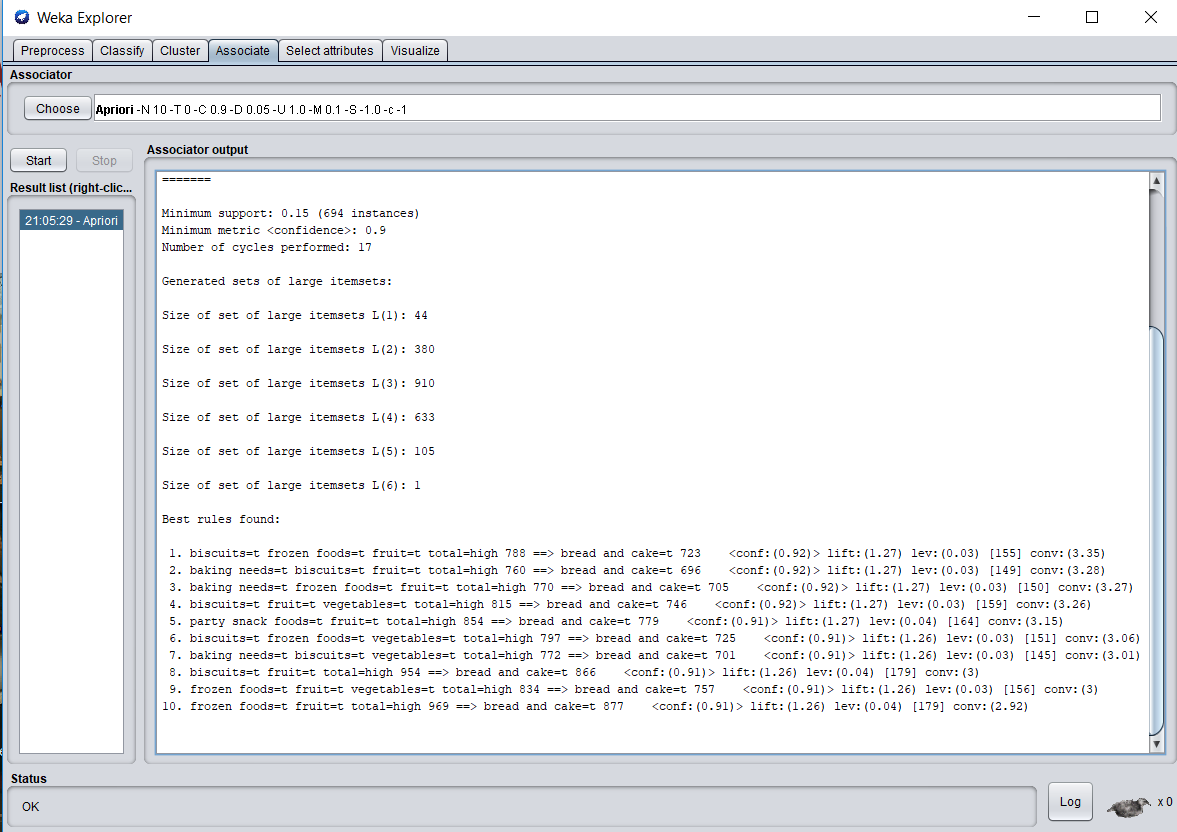 Weka Explorer
Preprocess Classify Cluster Associate Select attributes Visualize
Associator
Choose Apriori -N 10 -T 0 -C 0.9 -D 0.05 -U 1.0 -M 0.1 -S -1.0 -c -1
Start Stop
Associator output
Result list (right-clic...
21:05:29 - Apriori
=======
Minimum support: 0.15 (694 instances)
Minimum metric <confidence>: 0.9
Number of cycles performed: 17
Generated sets of large itemsets:
Size of set of large itemsets L(1): 44
Size of set of large itemsets L(2): 380
Size of set of large itemsets L(3): 910
Size of set of large itemsets L(4): 633
Size of set of large itemsets L(5): 105
Size of set of large itemsets L(6): 1
Best rules found:
1. biscuits=t frozen foods=t fruit=t total=high 788 ==> bread and cake=t 723 <conf:(0.92)> lift:(1.27) lev:(0.03) [155] conv:(3.35)
2. baking needs=t biscuits=t fruit=t total=high 760 ==> bread and cake=t 696 <conf:(0.92)> lift:(1.27) lev:(0.03) [149] conv:(3.28)
3. baking needs=t frozen foods=t fruit=t total=high 770 ==> bread and cake=t 705 <conf:(0.92)> lift:(1.27) lev:(0.03) [150] conv:(3.27)
4. biscuits=t fruit=t vegetables=t total=high 815 ==> bread and cake=t 746 <conf:(0.92)> lift:(1.27) lev:(0.03) [159] conv:(3.26)
5. party snack foods=t fruit=t total=high 854 ==> bread and cake=t 779 <conf:(0.91)> lift:(1.27) lev:(0.04) [164] conv:(3.15)
6. biscuits=t frozen foods=t vegetables=t total=high 797 ==> bread and cake=t 725 <conf:(0.91)> lift:(1.26) lev:(0.03) [151] conv:(3.06)
7. baking needs=t biscuits=t vegetables=t total=high 772 ==> bread and cake=t 701 <conf:(0.91)> lift:(1.26) lev:(0.03) [145] conv:(3.01)
8. biscuits=t fruit=t total=high 954 ==> bread and cake=t 866 <conf:(0.91)> lift:(1.26) lev:(0.04) [179] conv:(3)
9. frozen foods=t fruit=t vegetables=t total=high 834 ==> bread and cake=t 757 <conf:(0.91)> lift:(1.26) lev:(0.03) [156] conv:(3)
10. frozen foods=t fruit=t total=high 969 ==> bread and cake=t 877 <conf:(0.91)> lift:(1.26) lev:(0.04) [179] conv:(2.92)
Status
OK
Log
x 0